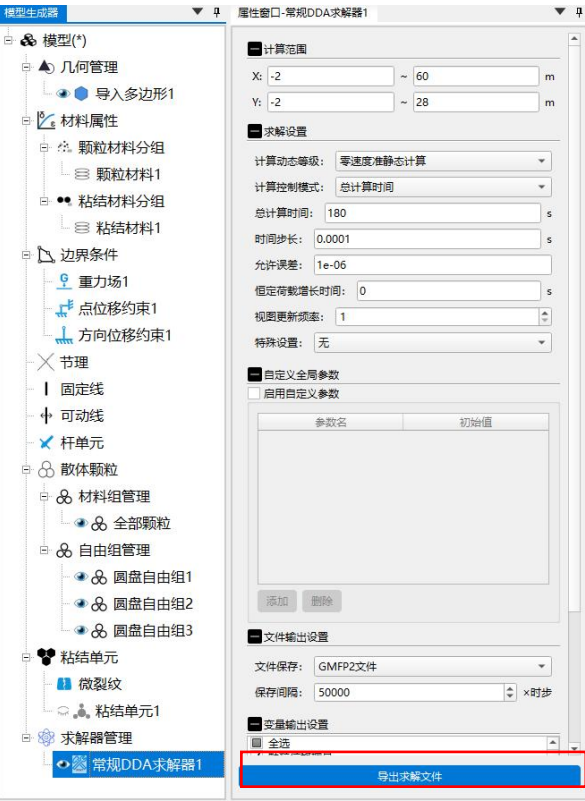 模型生成器
模型(*)
几何管理
导入多边形1
材料属性
颗粒材料分组
颗粒材料1
粘结材料分组
粘结材料1
边界条件
重力场1
点位移约束1
方向位移约束1
节理
固定线
可动线
杆单元
散体颗粒
材料组管理
全部颗粒
自由组管理
圆盘自由组1
圆盘自由组2
圆盘自由组3
粘结单元
微裂纹
粘结单元1
求解器管理
常规DDA求解器1
属性窗口-常规DDA求解器1
计算范围
X: -2 ~ 60 m
Y: -2 ~ 28 m
求解设置
计算动态等级: 零速度准静态计算
计算控制模式: 总计算时间
总计算时间: 180 s
时间步长: 0.0001 s
允许误差: 1e-06
恒定荷载增长时间: 0 s
视图更新频率: 1
特殊设置: 无
自定义全局参数
启用自定义参数
参数名 初始值
添加 删除
文件输出设置
文件保存: GMFP2文件
保存间隔: 50000 ×时步
变量输出设置
全选
导出求解文件